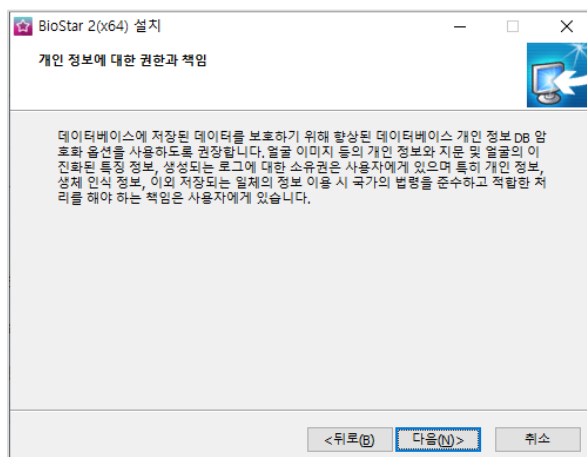 BioStar 2(x64) 설치
개인 정보에 대한 권한과 책임
데이터베이스에 저장된 데이터를 보호하기 위해 향상된 데이터베이스 개인 정보 DB 암
호화 옵션을 사용하도록 권장합니다. 얼굴 이미지 등의 개인 정보와 지문 및 얼굴의 이
진화된 특징 정보, 생성되는 로그에 대한 소유권은 사용자에게 있으며 특히 개인 정보,
생체 인식 정보, 이외 저장되는 일체의 정보 이용 시 국가의 법령을 준수하고 적합한 처
리를 해야 하는 책임은 사용자에게 있습니다.
<뒤로(B) 다음(N)> 취소